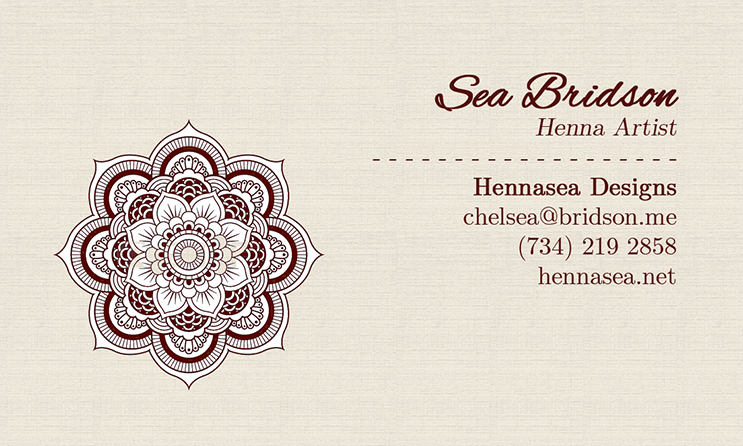 Sea Bridson
Henna Artist
Hennasea Designs
chelsea@bridson.me
(734) 219 2858
hennasea.net